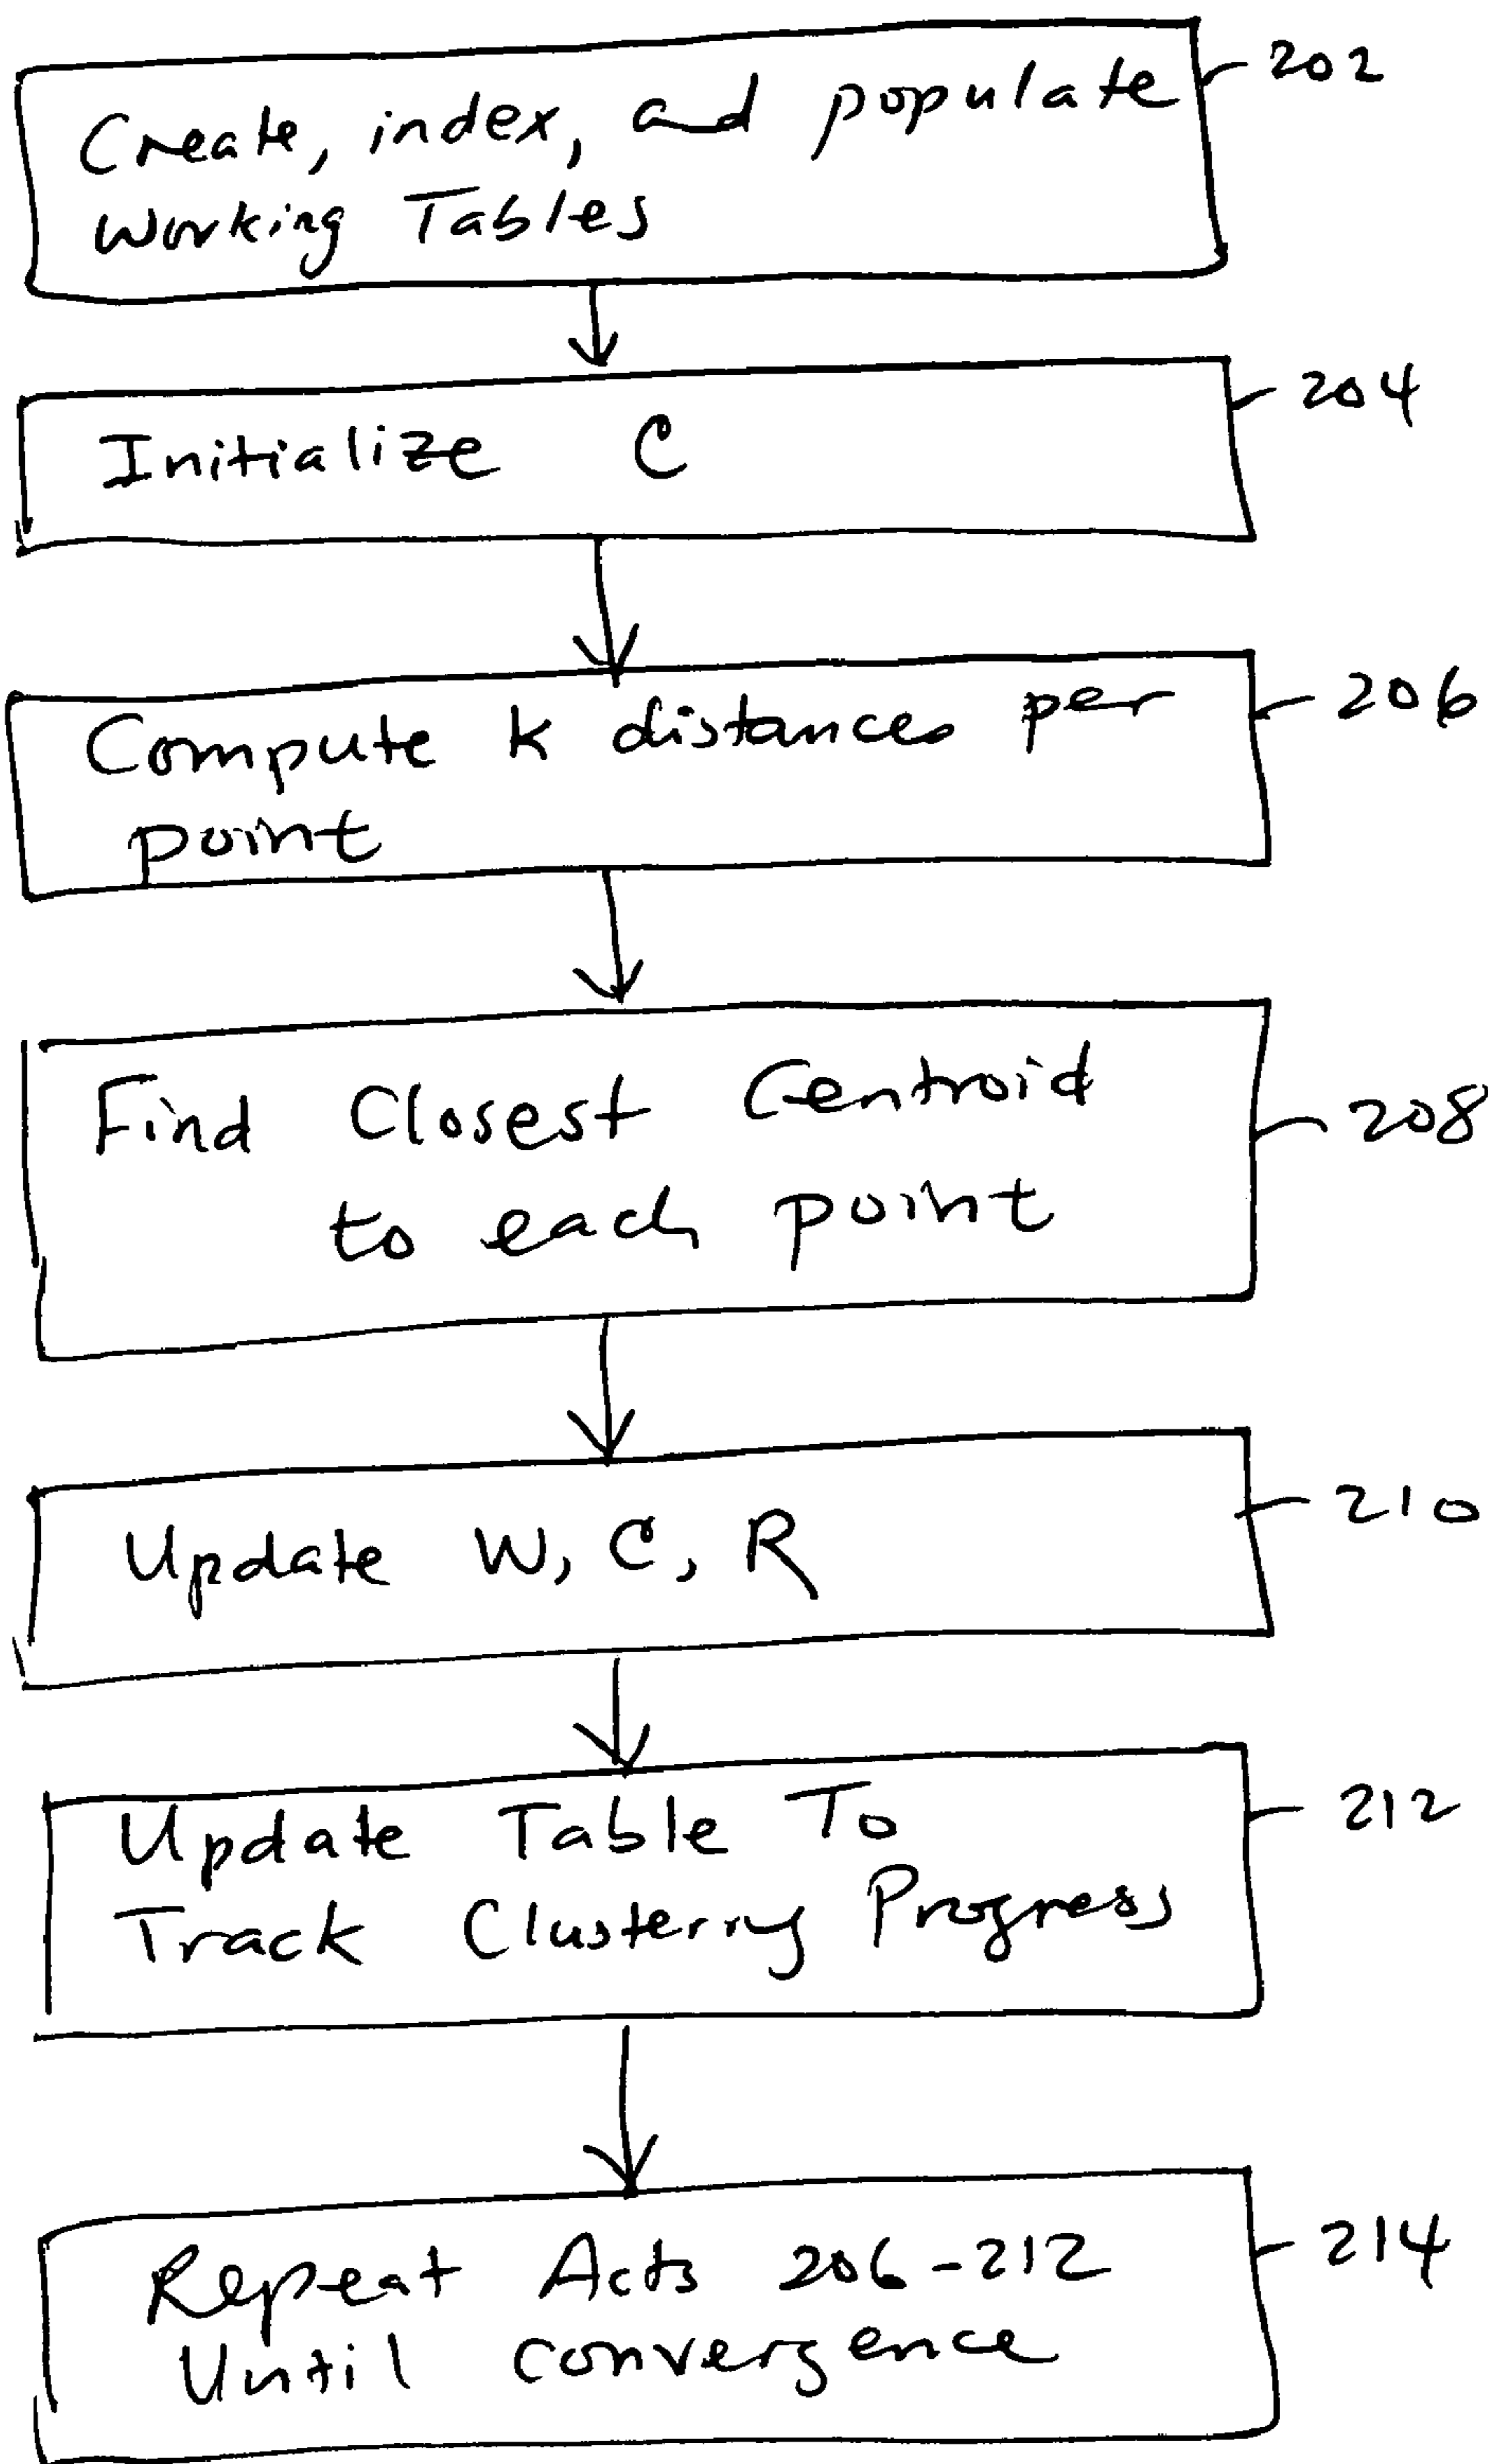 Create, index, and populate 202
Working Tables
Initialize C 204
Compute k distances per 206
point
Find Closest Centroid 208
to each point
Update W, C, R 210
Update Table To 212
Track Clustering Progress
Repeat Acts 206-212 214
Until convergence